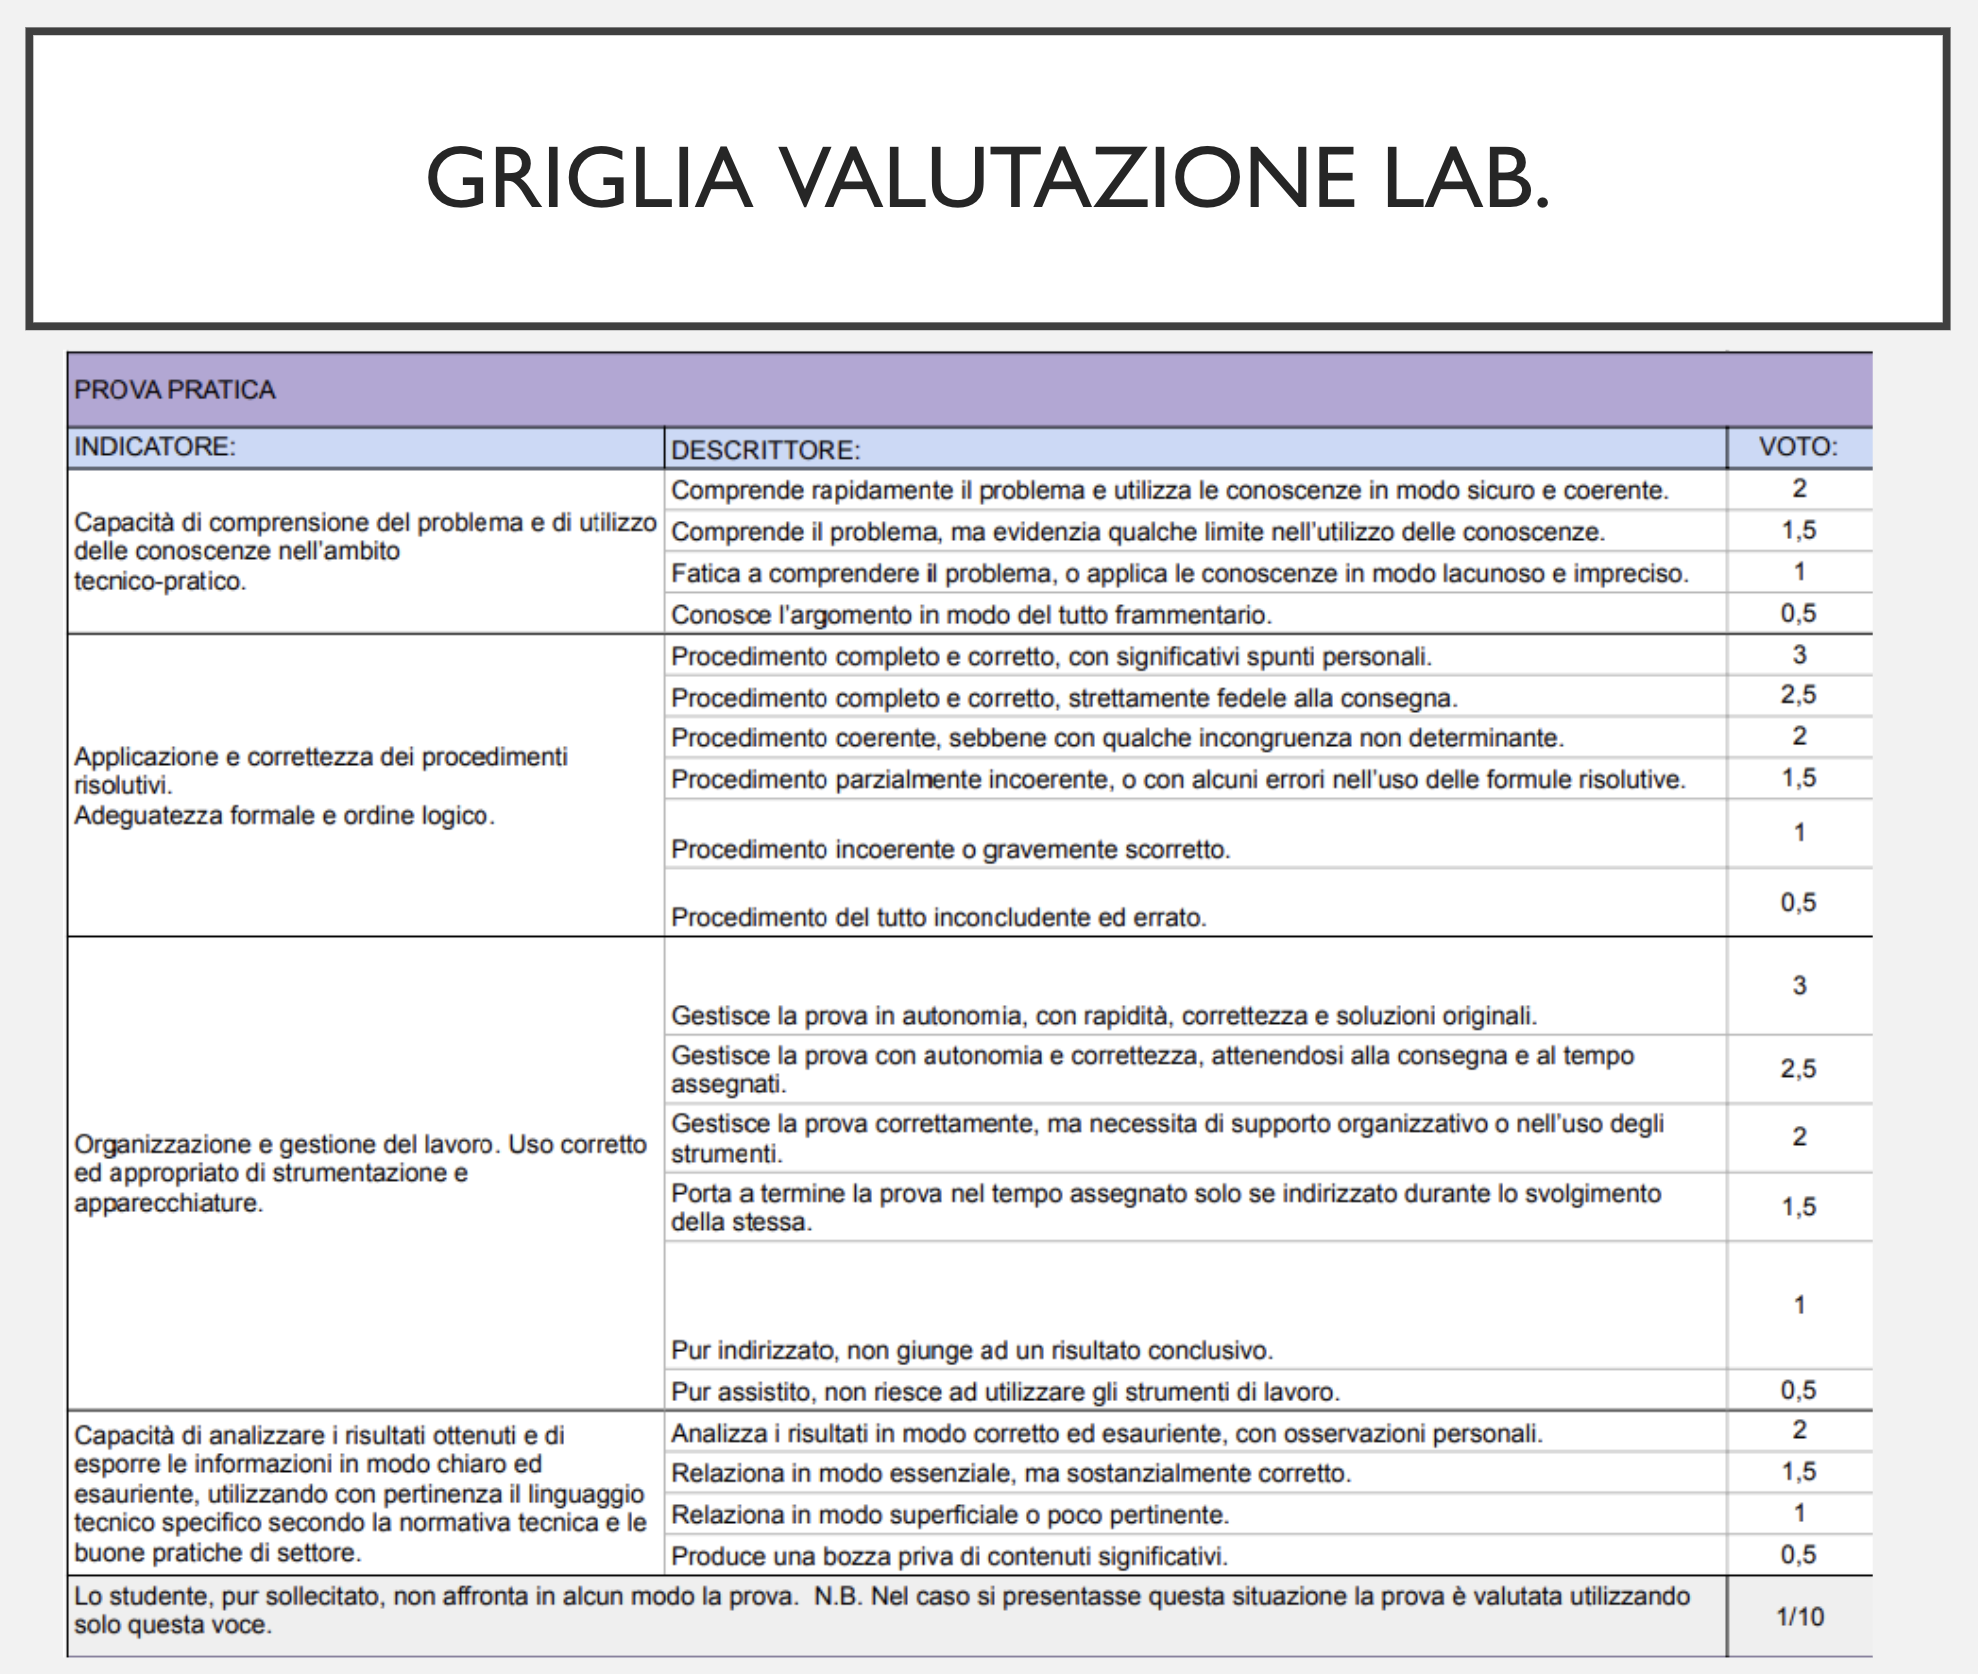 GRIGLIA VALUTAZIONE LAB.
PROVA PRATICA
INDICATORE:
DESCRITTORE:
VOTO:
Capacità di comprensione del problema e di utilizzo
delle conoscenze nell'ambito
tecnico-pratico.
Comprende rapidamente il problema e utilizza le conoscenze in modo sicuro e coerente.
2
Comprende il problema, ma evidenzia qualche limite nell'utilizzo delle conoscenze.
1,5
Fatica a comprendere il problema, o applica le conoscenze in modo lacunoso e impreciso.
1
Conosce l'argomento in modo del tutto frammentario.
0,5
Applicazione e correttezza dei procedimenti
risolutivi.
Adeguatezza formale e ordine logico.
Procedimento completo e corretto, con significativi spunti personali.
3
Procedimento completo e corretto, strettamente fedele alla consegna.
2,5
Procedimento coerente, sebbene con qualche incongruenza non determinante.
2
Procedimento parzialmente incoerente, o con alcuni errori nell'uso delle formule risolutive.
1,5
Procedimento incoerente o gravemente scorretto.
1
Procedimento del tutto inconcludente ed errato.
0,5
Organizzazione e gestione del lavoro. Uso corretto
ed appropriato di strumentazione e
apparecchiature.
Gestisce la prova in autonomia, con rapidità, correttezza e soluzioni originali.
3
Gestisce la prova con autonomia e correttezza, attenendosi alla consegna e al tempo
assegnati.
2,5
Gestisce la prova correttamente, ma necessita di supporto organizzativo o nell'uso degli
strumenti.
2
Porta a termine la prova nel tempo assegnato solo se indirizzato durante lo svolgimento
della stessa.
1,5
Pur indirizzato, non giunge ad un risultato conclusivo.
1
Pur assistito, non riesce ad utilizzare gli strumenti di lavoro.
0,5
Capacità di analizzare i risultati ottenuti e di
esporre le informazioni in modo chiaro ed
esauriente, utilizzando con pertinenza il linguaggio
tecnico specifico secondo la normativa tecnica e le
buone pratiche di settore.
Analizza i risultati in modo corretto ed esauriente, con osservazioni personali.
2
Relaziona in modo essenziale, ma sostanzialmente corretto.
1,5
Relaziona in modo superficiale o poco pertinente.
1
Produce una bozza priva di contenuti significativi.
0,5
Lo studente, pur sollecitato, non affronta in alcun modo la prova.  N.B. Nel caso si presentasse questa situazione la prova è valutata utilizzando
solo questa voce.
1/10